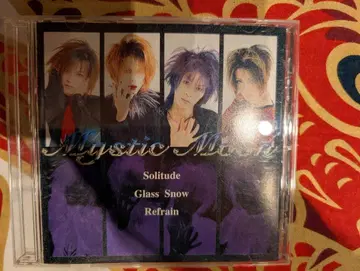 Mystic Moon
Solitude
Glass Snow
Refrain